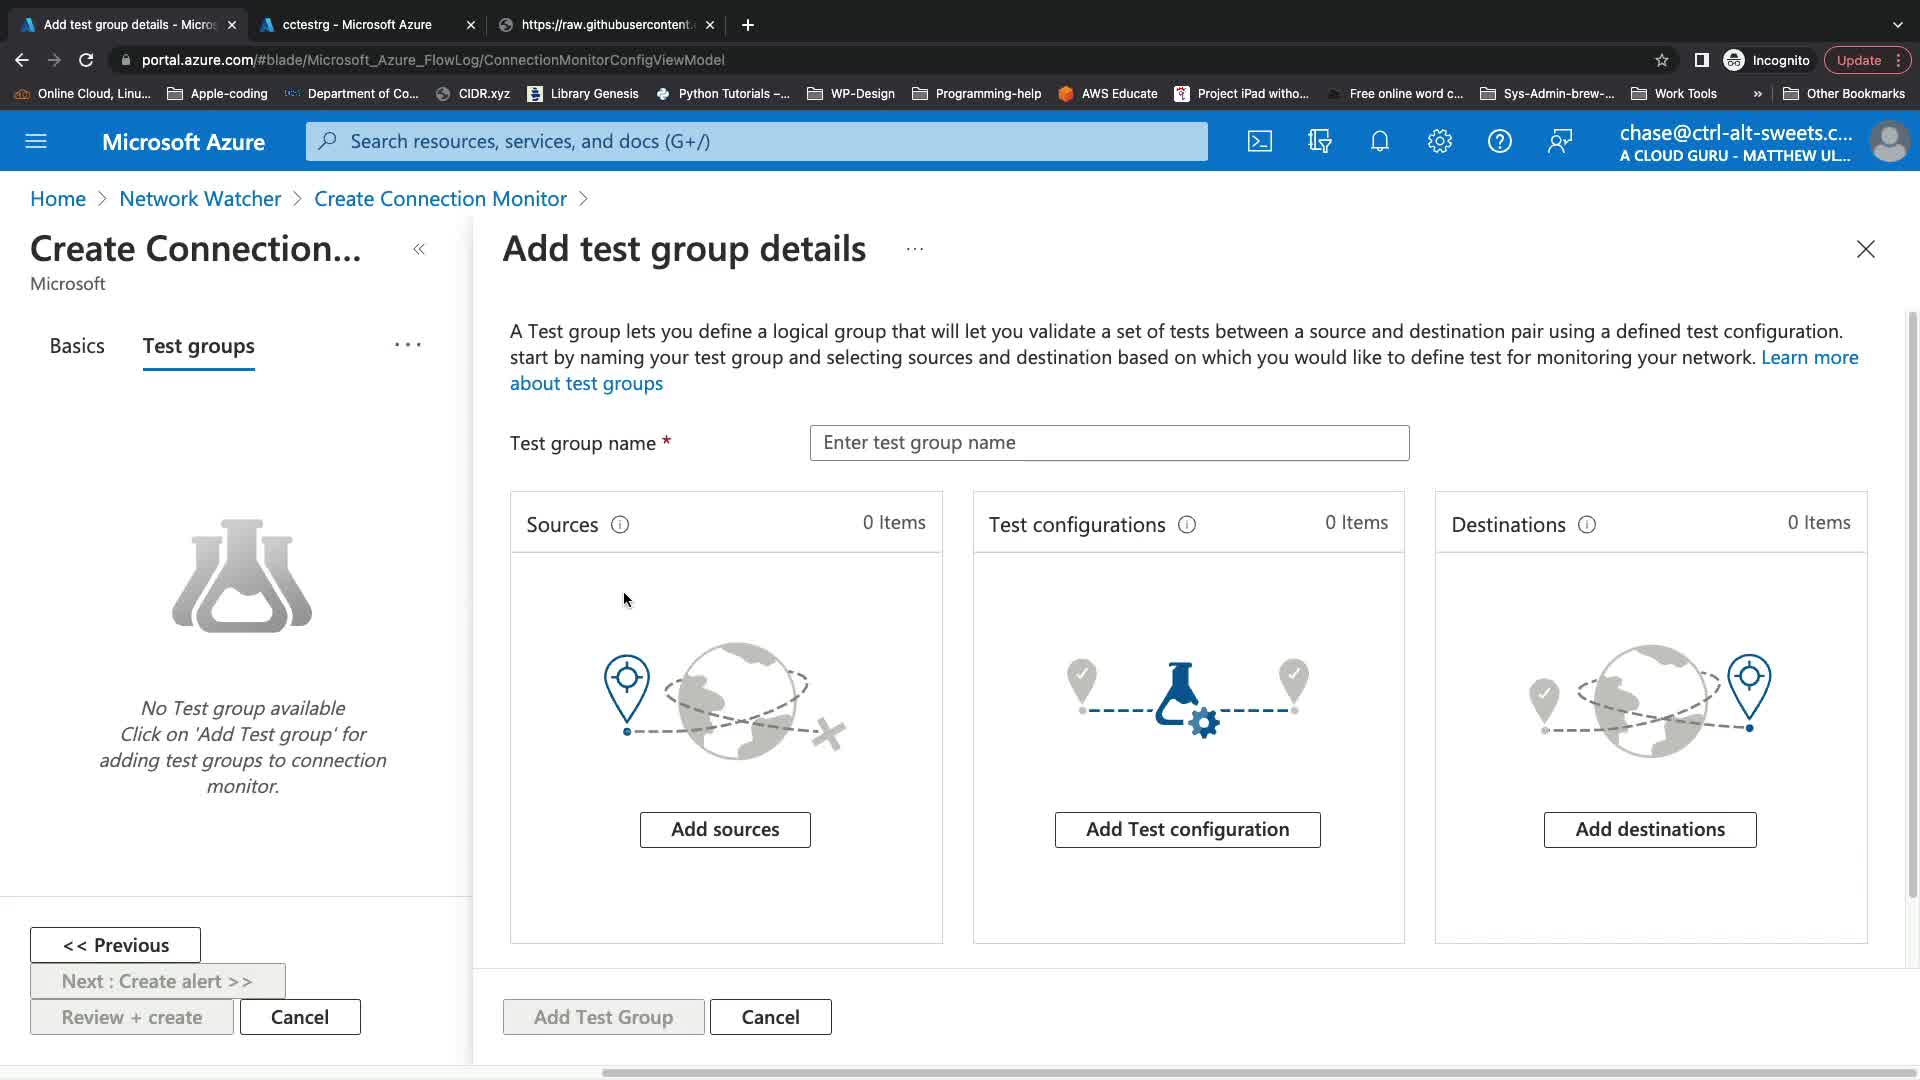 Add test group details - Micros
cctestrg - Microsoft Azure
https://raw.githubusercontent.
portal.azure.com/#blade/Microsoft_Azure_FlowLog/ConnectionMonitorConfigViewModel
Incognito
Update
Online Cloud, Linu...
Apple-coding
Department of Co...
CIDR.xyz
Library Genesis
Python Tutorials –...
WP-Design
Programming-help
AWS Educate
Project iPad witho...
Free online word c...
Sys-Admin-brew-...
Work Tools
»
Other Bookmarks
Microsoft Azure
Search resources, services, and docs (G+/)
chase@ctrl-alt-sweets.c...
A CLOUD GURU - MATTHEW UL...
Home > Network Watcher > Create Connection Monitor >
Create Connection...
Microsoft
Basics
Test groups
No Test group available
Click on 'Add Test group' for
adding test groups to connection
monitor.
<< Previous
Next : Create alert >>
Review + create
Cancel
Add test group details
A Test group lets you define a logical group that will let you validate a set of tests between a source and destination pair using a defined test configuration.
start by naming your test group and selecting sources and destination based on which you would like to define test for monitoring your network. Learn more
about test groups
Test group name *
Enter test group name
Sources
0 Items
Add sources
Test configurations
0 Items
Add Test configuration
Destinations
0 Items
Add destinations
Add Test Group
Cancel